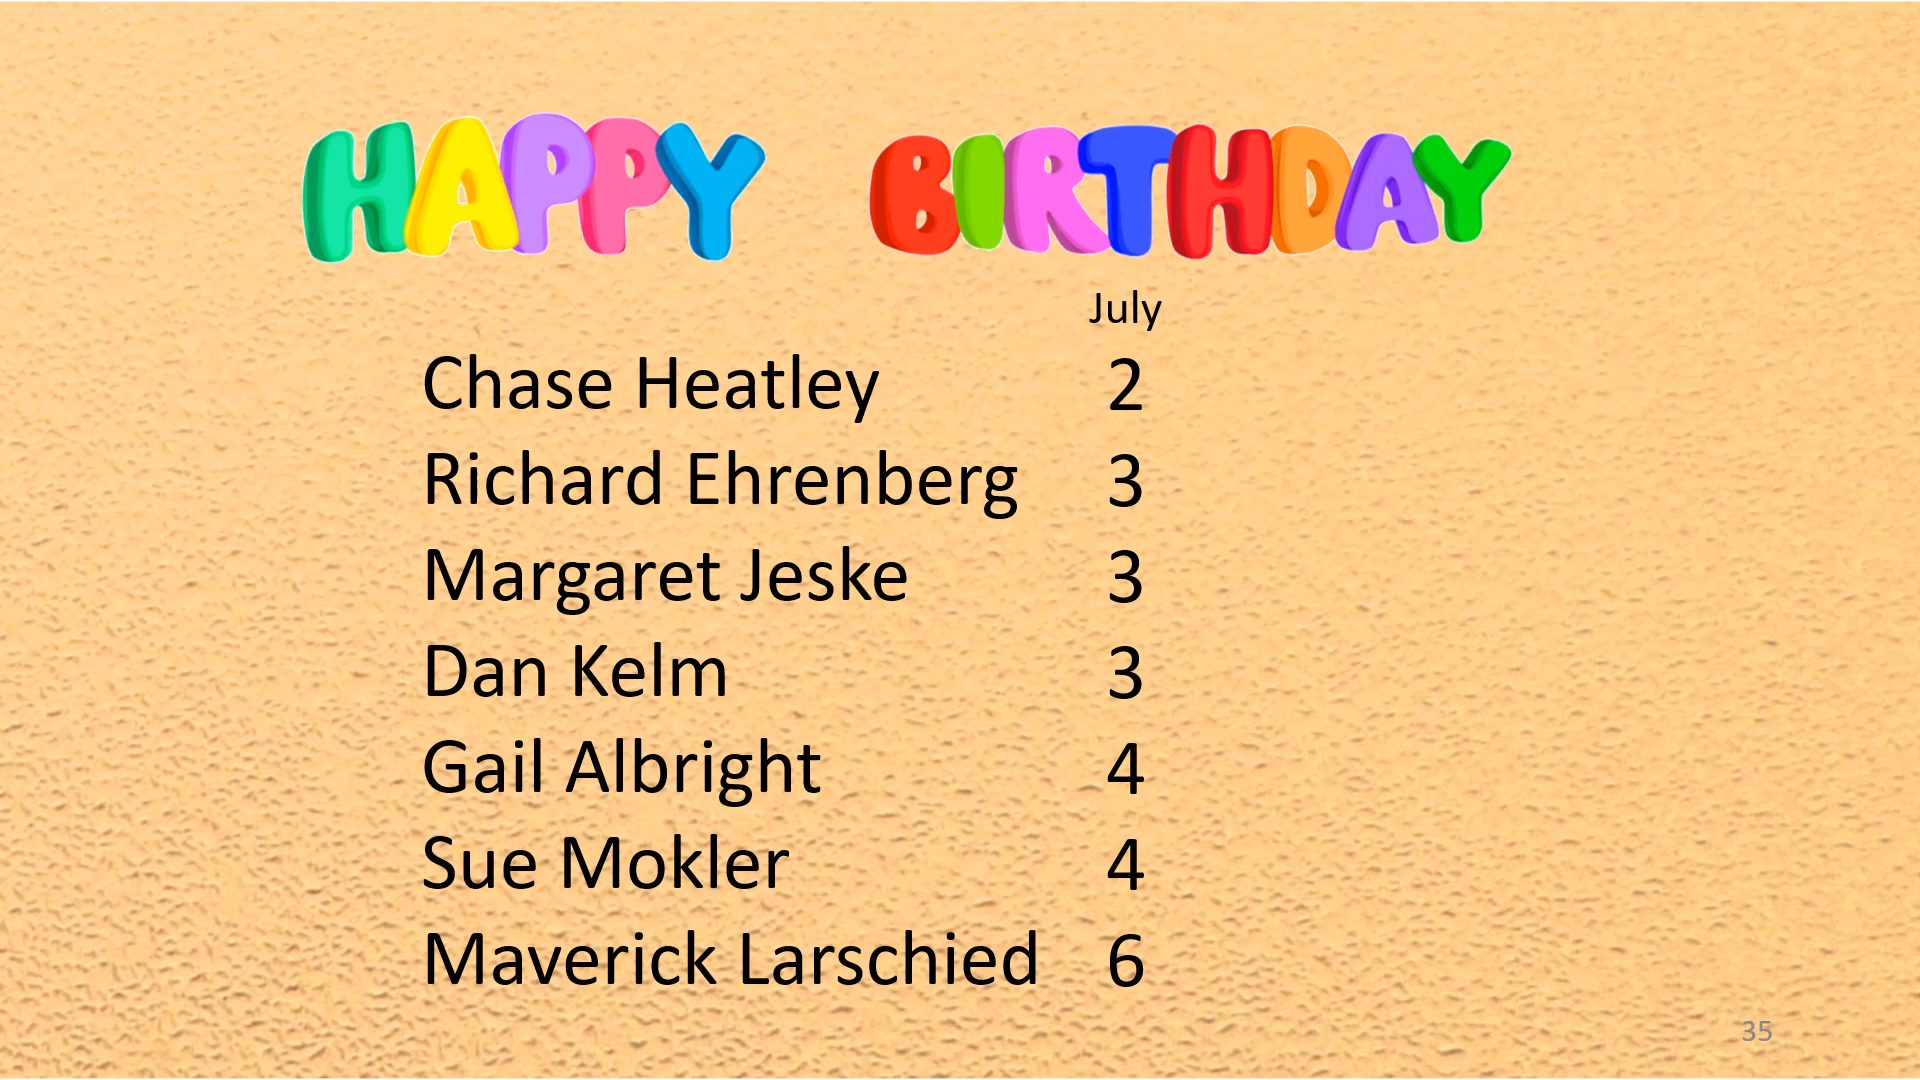 HAPPY BIRTHDAY
July
Chase Heatley 2
Richard Ehrenberg 3
Margaret Jeske 3
Dan Kelm 3
Gail Albright 4
Sue Mokler 4
Maverick Larschied 6
35